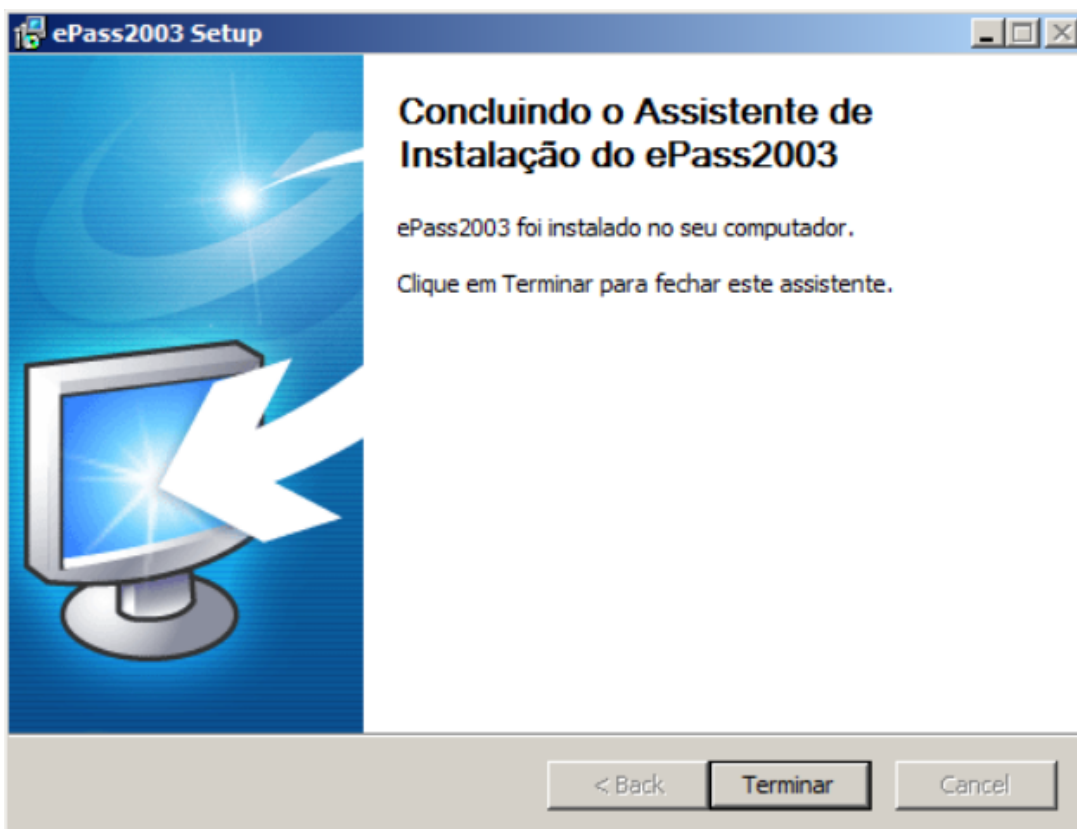 ePass2003 Setup
Concluindo o Assistente de
Instalação do ePass2003
ePass2003 foi instalado no seu computador.
Clique em Terminar para fechar este assistente.
< Back
Terminar
Cancel